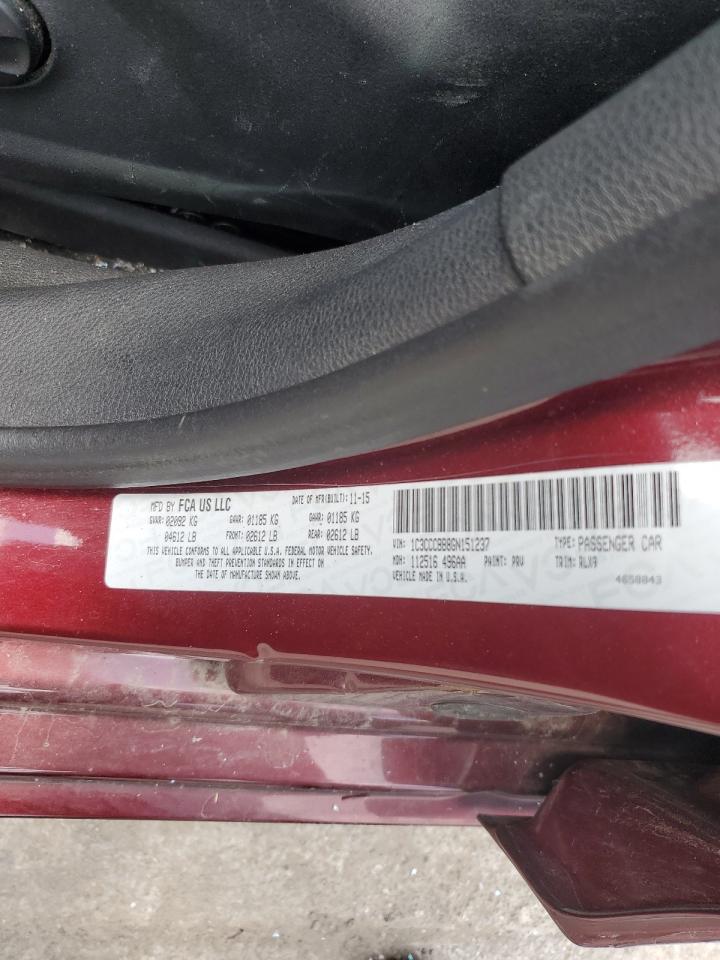 MFD BY FCA US LLC DATE OF MFR(BUILT): 11-15
GVWR: 02092 KG GAWR: 01185 KG GAWR: 01185 KG
04612 LB FRONT: 02612 LB REAR: 02612 LB
THIS VEHICLE CONFORMS TO ALL APPLICABLE U.S.A. FEDERAL MOTOR VEHICLE SAFETY,
BUMPER AND THEFT PREVENTION STANDARDS IN EFFECT ON
THE DATE OF MANUFACTURE SHOWN ABOVE.
VIN: 1C3CCCBB8GN151237 TYPE: PASSENGER CAR
MDH: 112516 496AA PAINT: PRV TRIM: RLX9
VEHICLE MADE IN U.S.A. 4658843